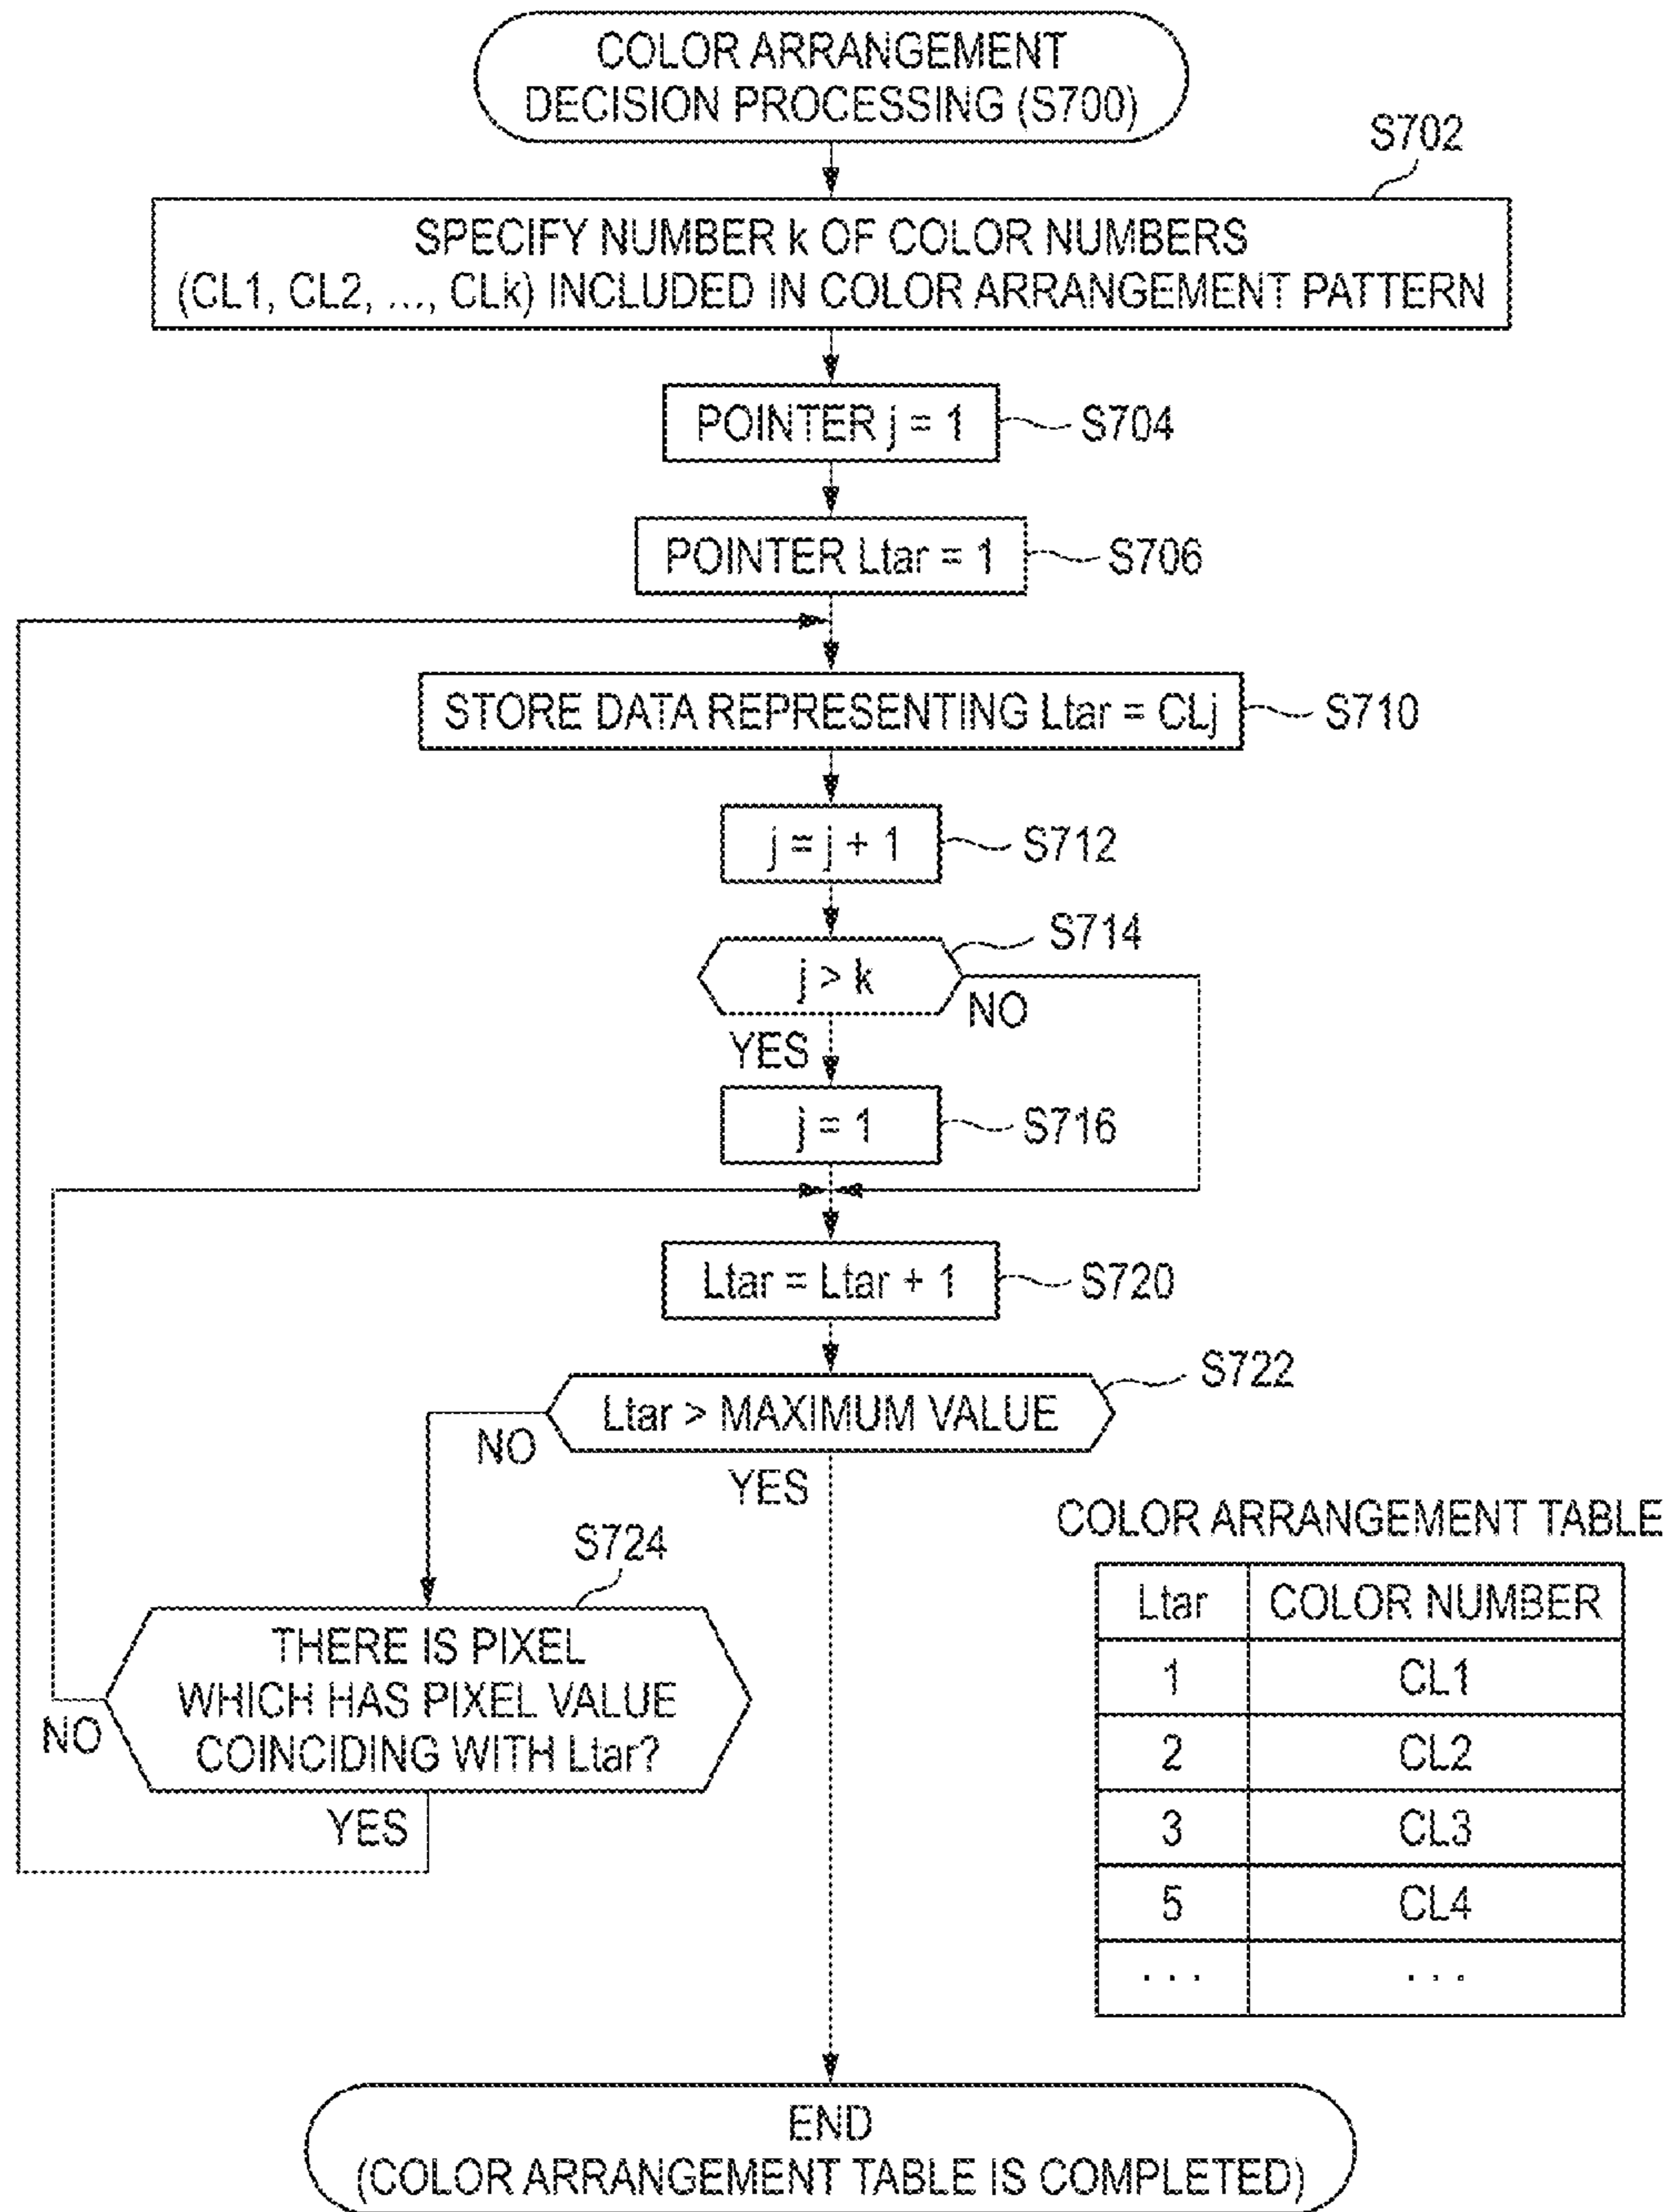 COLOR ARRANGEMENT
DECISION PROCESSING (S700)
S702
SPECIFY NUMBER k OF COLOR NUMBERS
(CL1, CL2, ..., CLk) INCLUDED IN COLOR ARRANGEMENT PATTERN
POINTER j = 1
S704
POINTER Ltar = 1
S706
STORE DATA REPRESENTING Ltar = CLj
S710
j = j + 1
S712
S714
j > k
NO
YES
j = 1
S716
Ltar = Ltar + 1
S720
S722
Ltar > MAXIMUM VALUE
NO
YES
S724
THERE IS PIXEL
WHICH HAS PIXEL VALUE
COINCIDING WITH Ltar?
NO
YES
COLOR ARRANGEMENT TABLE
Ltar COLOR NUMBER
1 CL1
2 CL2
3 CL3
5 CL4
... ...
END
(COLOR ARRANGEMENT TABLE IS COMPLETED)